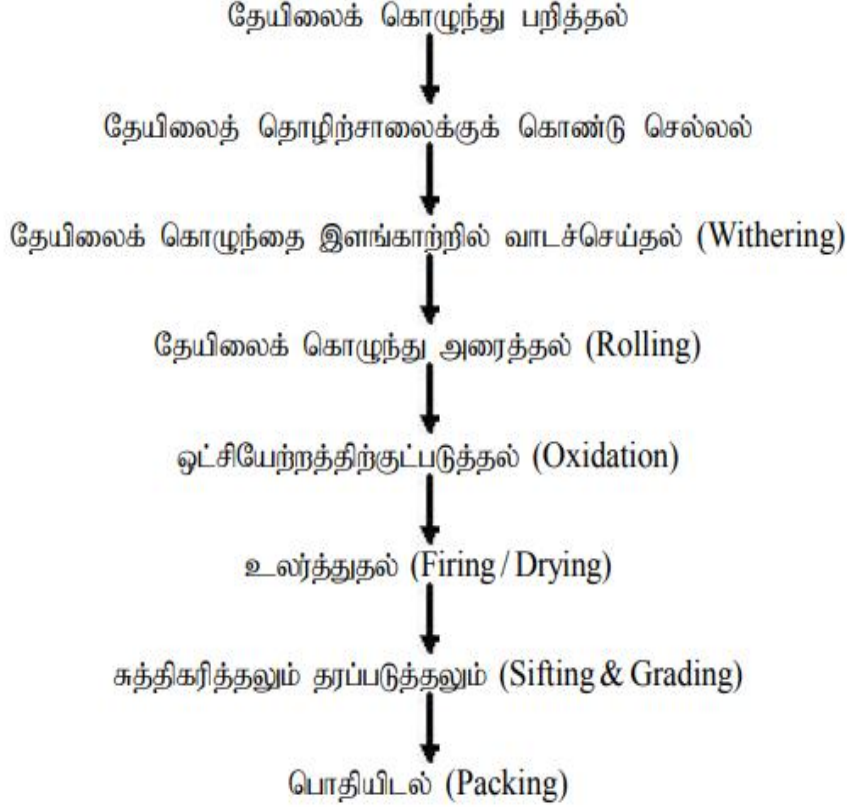 தேயிலைக் கொழுந்து பறித்தல்
தேயிலைத் தொழிற்சாலைக்குக் கொண்டு செல்லல்
தேயிலைக் கொழுந்தை இளங்காற்றில் வாடச்செய்தல் (Withering)
தேயிலைக் கொழுந்து அரைத்தல் (Rolling)
ஒட்சியேற்றத்திற்குட்படுத்தல் (Oxidation)
உலர்த்துதல் (Firing / Drying)
சுத்திகரித்தலும் தரப்படுத்தலும் (Sifting & Grading)
பொதியிடல் (Packing)